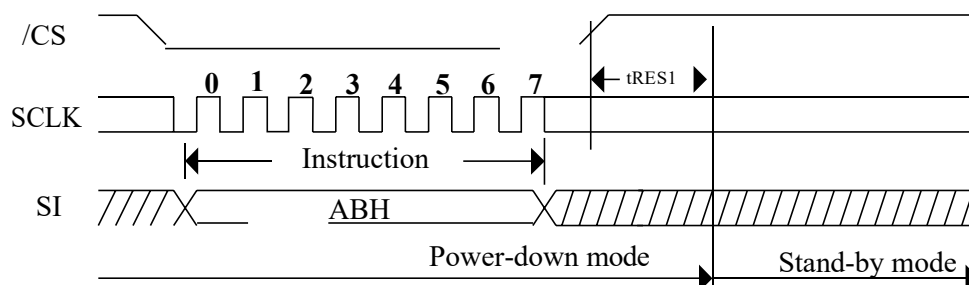 /CS
tRES1
0 1 2 3 4 5 6 7
SCLK
Instruction
SI
ABH
Power-down mode
Stand-by mode